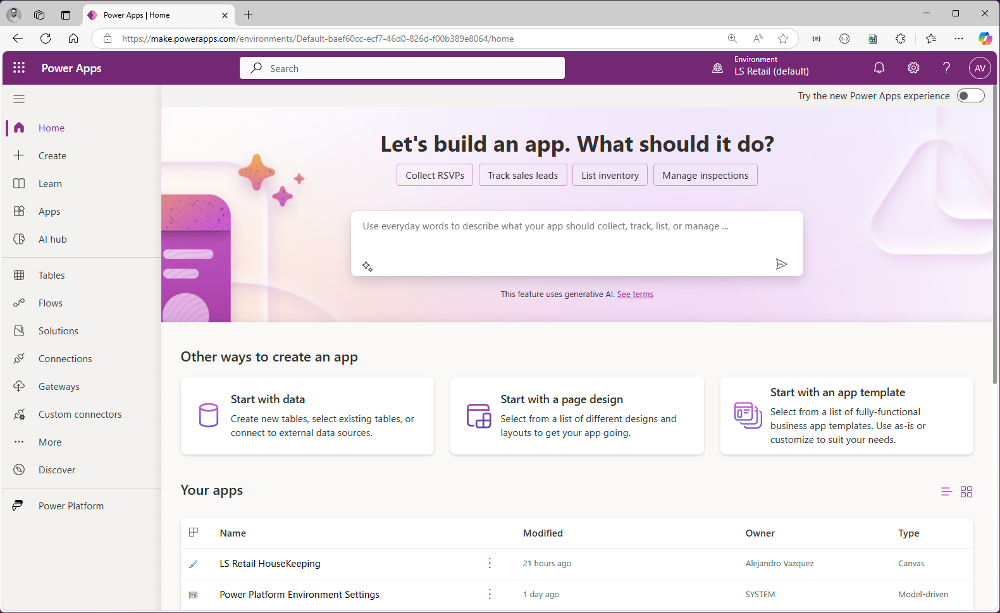 Power Apps | Home
https://make.powerapps.com/environments/Default-baef60cc-ecf7-46d0-826d-f00b389e8064/home
Power Apps
Search
Environment
LS Retail (default)
AV
Try the new Power Apps experience
Home
Create
Learn
Apps
AI hub
Tables
Flows
Solutions
Connections
Gateways
Custom connectors
More
Discover
Power Platform
Let's build an app. What should it do?
Collect RSVPs
Track sales leads
List inventory
Manage inspections
Use everyday words to describe what your app should collect, track, list, or manage ...
This feature uses generative AI. See terms
Other ways to create an app
Start with data
Create new tables, select existing tables, or
connect to external data sources.
Start with a page design
Select from a list of different designs and
layouts to get your app going.
Start with an app template
Select from a list of fully-functional
business app templates. Use as-is or
customize to suit your needs.
Your apps
Name Modified Owner Type
LS Retail HouseKeeping 21 hours ago Alejandro Vazquez Canvas
Power Platform Environment Settings 1 day ago SYSTEM Model-driven